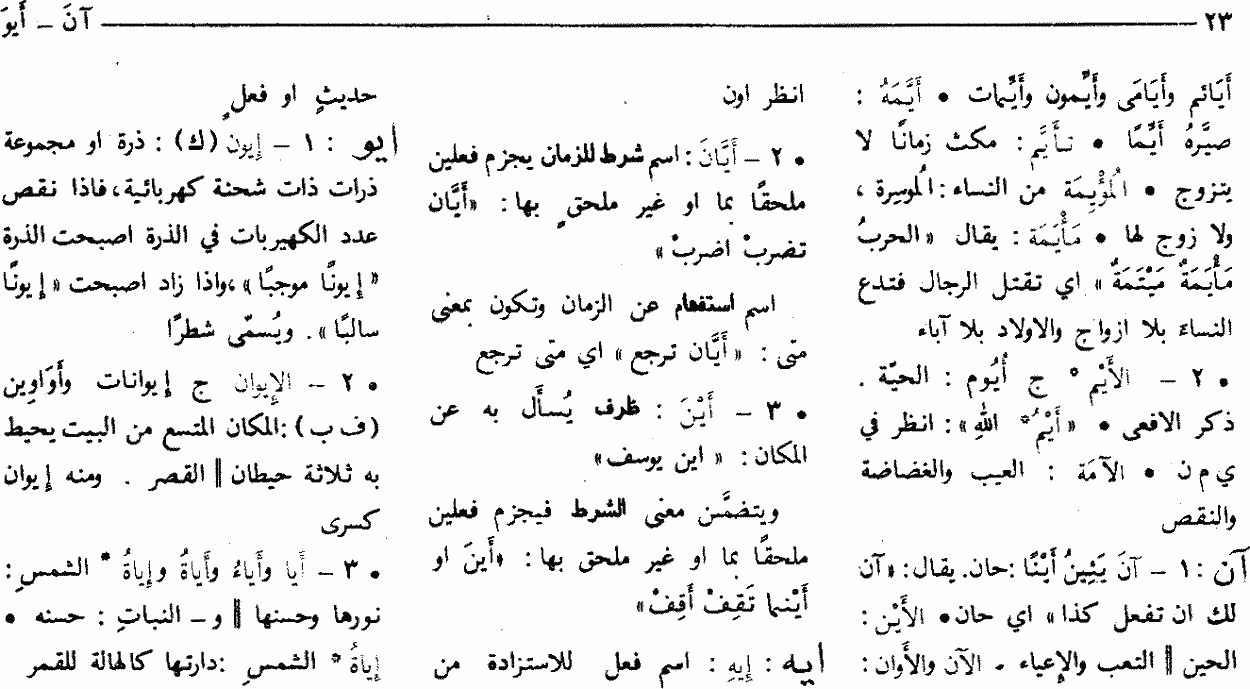 ٢٣ — آنَ – أَيوَ
أَيَائم وأَيَامَى وأَيِّمون وأَيِّمات • أَيَّمَهُ :
صيَّرهُ أَيِّمًا • تأَيَّم : مكث زمانًا لا
يتزوج • المُؤْيِمَة من النساء : المُوسِرة ،
ولا زوج لها • مَأْيَمَة : يقال « الحربُ
مَأْيَمَةٌ مَيْتَمَةٌ » اي تقتل الرجال فتدع
النساءَ بلا ازواج والاولاد بلا آباء
• ٢ – الأَيْم ° ج أُيُوم : الحيّة .
ذكر الافعى • « أَيْمُ* اللهِ » : انظر في
ي م ن • الآمَة : العيب والغضاضة
والنقص
آن : ١ – آنَ يَئِينُ أَيْنًا : حان. يقال : « آن
لك ان تفعل كذا » اي حان • الأَيْن :
الحين || التعب والإعياء . الآن والأَوان :
انظر اون
• ٢ – أَيَّانَ : اسم شرط للزمان يجزم فعلين
ملحقًا بما او غير ملحقٍ بها : « أَيَّان
تضربْ اضربْ »
اسم استفهام عن الزمان وتكون بمعنى
متى : « أَيَّان ترجع » اي متى ترجع
• ٣ – أَيْنَ : ظرف يُسأَل به عن
المكان : « اين يوسف »
ويتضمَّن معنى الشرط فيجزم فعلين
ملحقًا بما او غير ملحق بها : « أَينَ او
أَيْنما تَقِفْ أَقِفْ »
أيه : إِيهِ : اسم فعل للاستزادة من
حديثٍ او فعلٍ
أيو : ١ – إِيون (ك) : ذرة او مجموعة
ذرات ذات شحنة كهربائية ، فاذا نقص
عدد الكهيربات في الذرة اصبحت الذرة
« إيونًا موجبًا » ، واذا زاد اصبحت « إيونًا
سالبًا » . ويُسمّى شطرًا
• ٢ – الإِيوان ج إيوانات وأَوَاوِين
(ف ب) : المكان المتسع من البيت يحيط
به ثلاثة حيطان || القصر . ومنه إيوان
كسرى
• ٣ – أَيا وأَياءُ وأَياةُ وإِياةُ * الشمسِ :
نورها وحسنها || و – النباتِ : حسنه •
إِياةُ * الشمسِ : دارتها كالهالة للقمر